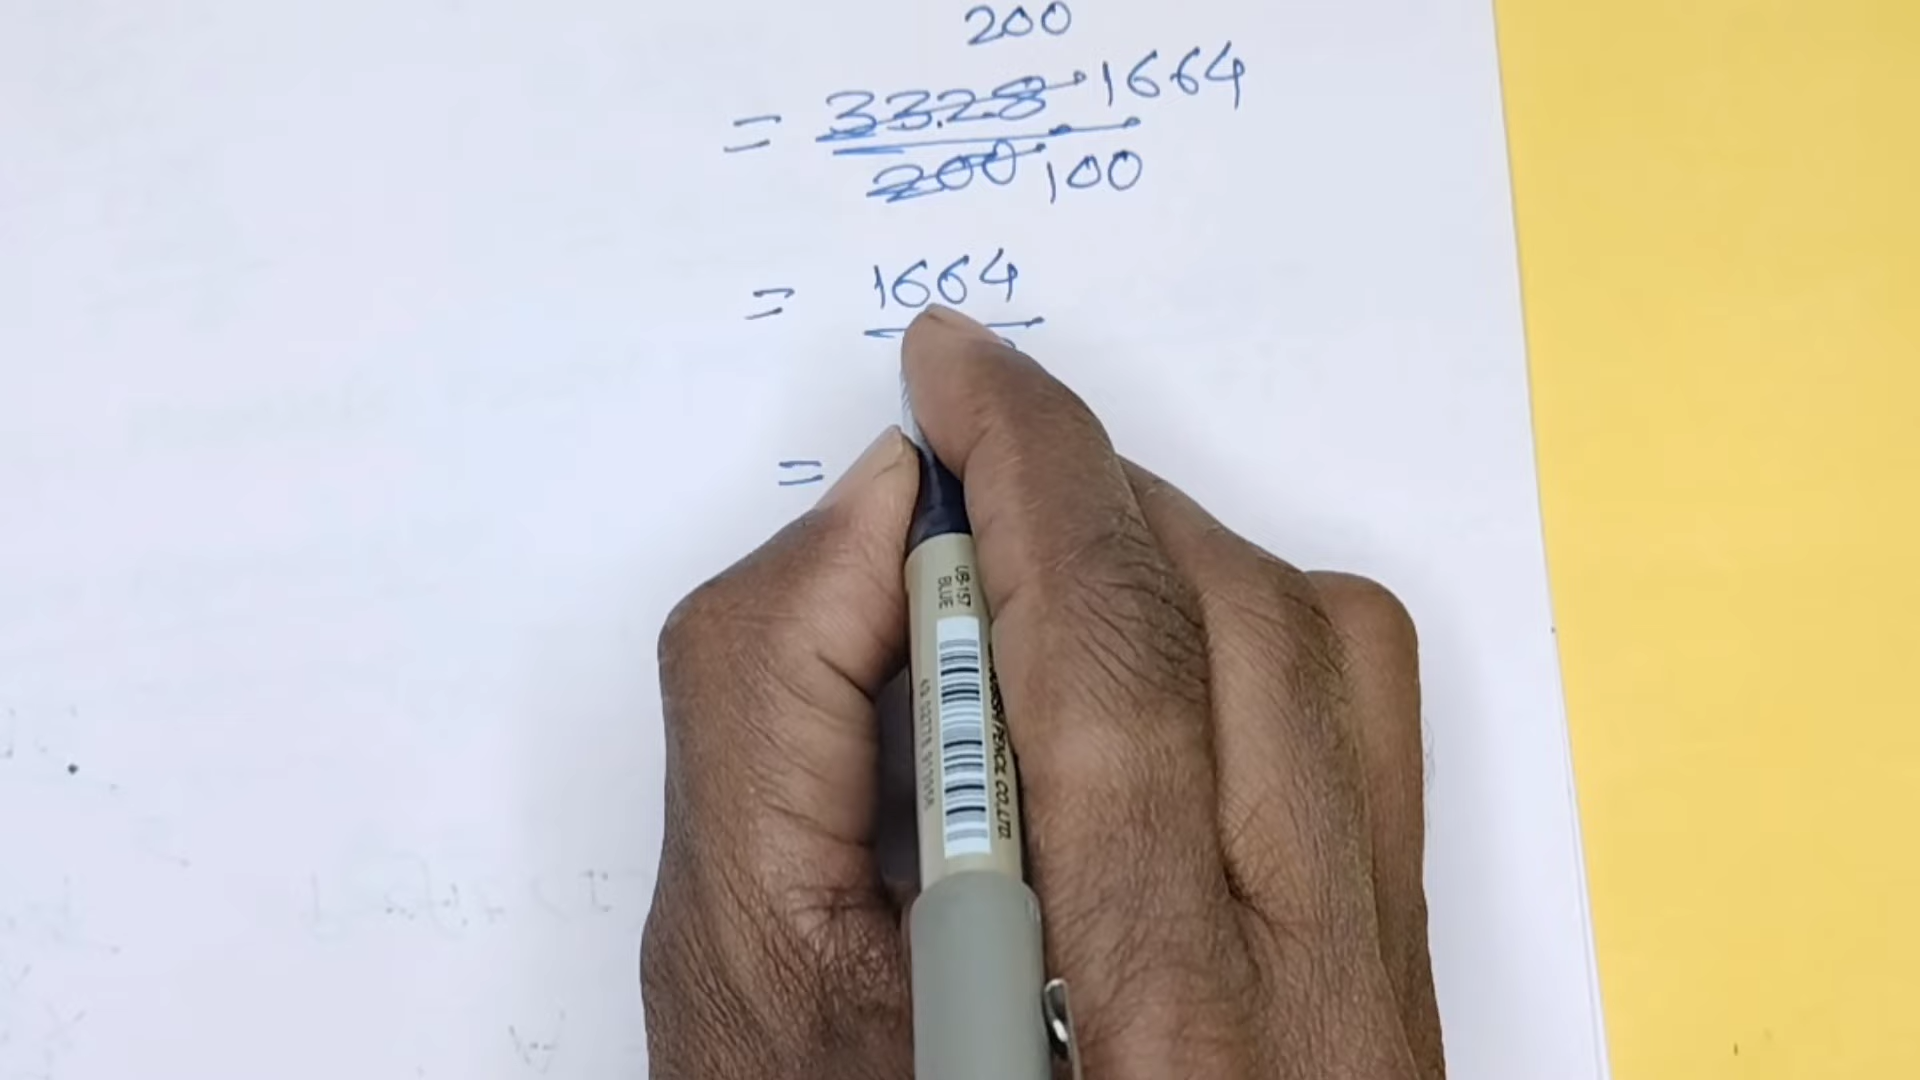 200
= 3328 1664
200 100
= 1664
=
UB-157
BLUE
PENCIL CO., LTD.